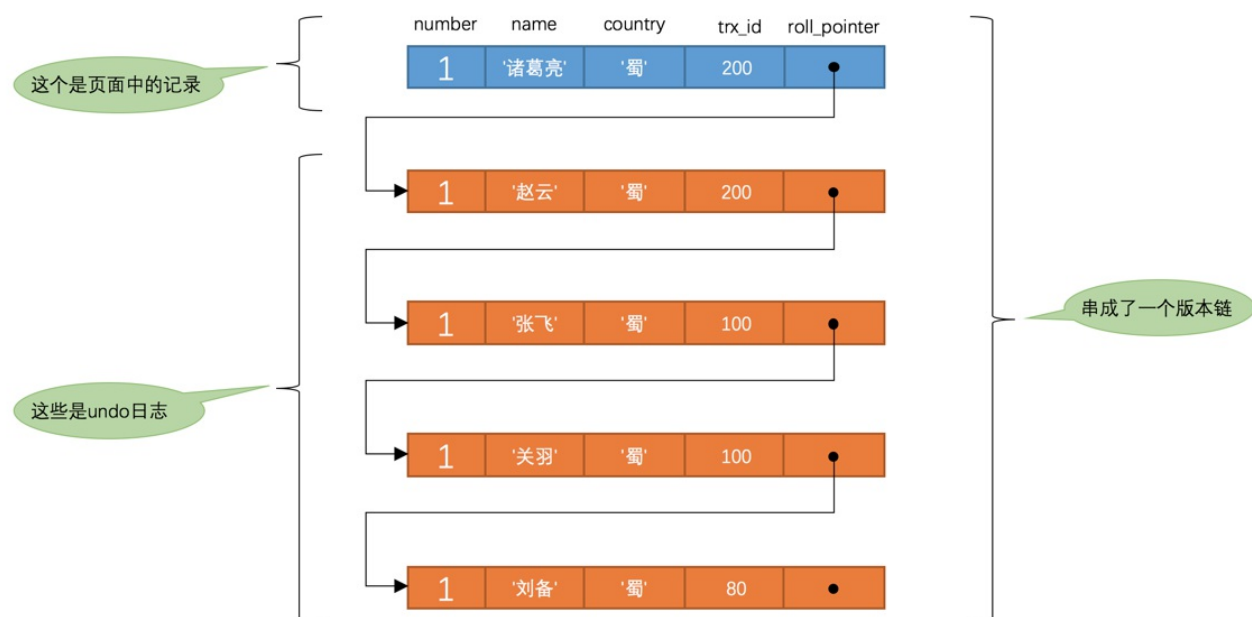 number name country trx_id roll_pointer
1 '诸葛亮' '蜀' 200
这个是页面中的记录
1 '赵云' '蜀' 200
1 '张飞' '蜀' 100
串成了一个版本链
这些是undo日志
1 '关羽' '蜀' 100
1 '刘备' '蜀' 80